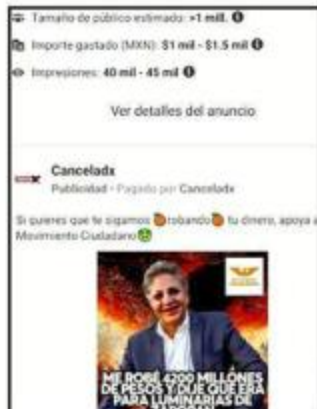 Tamaño de público estimado: >1 mill.
Importe gastado (MXN): $1 mil - $1.5 mil
Impresiones: 40 mil - 45 mil
Ver detalles del anuncio
Canceladx
Publicidad • Pagado por Canceladx
Si quieres que te sigamos 🍊robando🍊 tu dinero, apoya a
Movimiento Ciudadano
ME ROBÉ 4200 MILLONES
DE PESOS Y DIJE QUE ERA
PARA LUMINARIAS DE